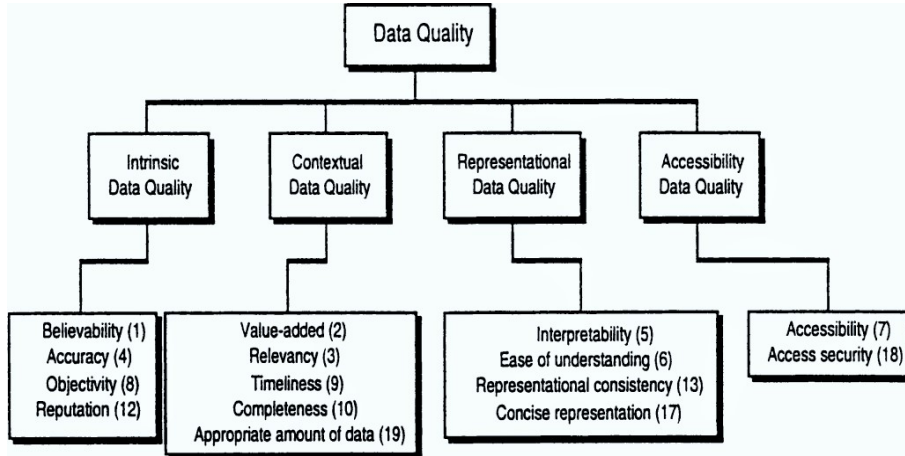 Data Quality
Intrinsic
Data Quality
Contextual
Data Quality
Representational
Data Quality
Accessibility
Data Quality
Believability (1)
Accuracy (4)
Objectivity (8)
Reputation (12)
Value-added (2)
Relevancy (3)
Timeliness (9)
Completeness (10)
Appropriate amount of data (19)
Interpretability (5)
Ease of understanding (6)
Representational consistency (13)
Concise representation (17)
Accessibility (7)
Access security (18)